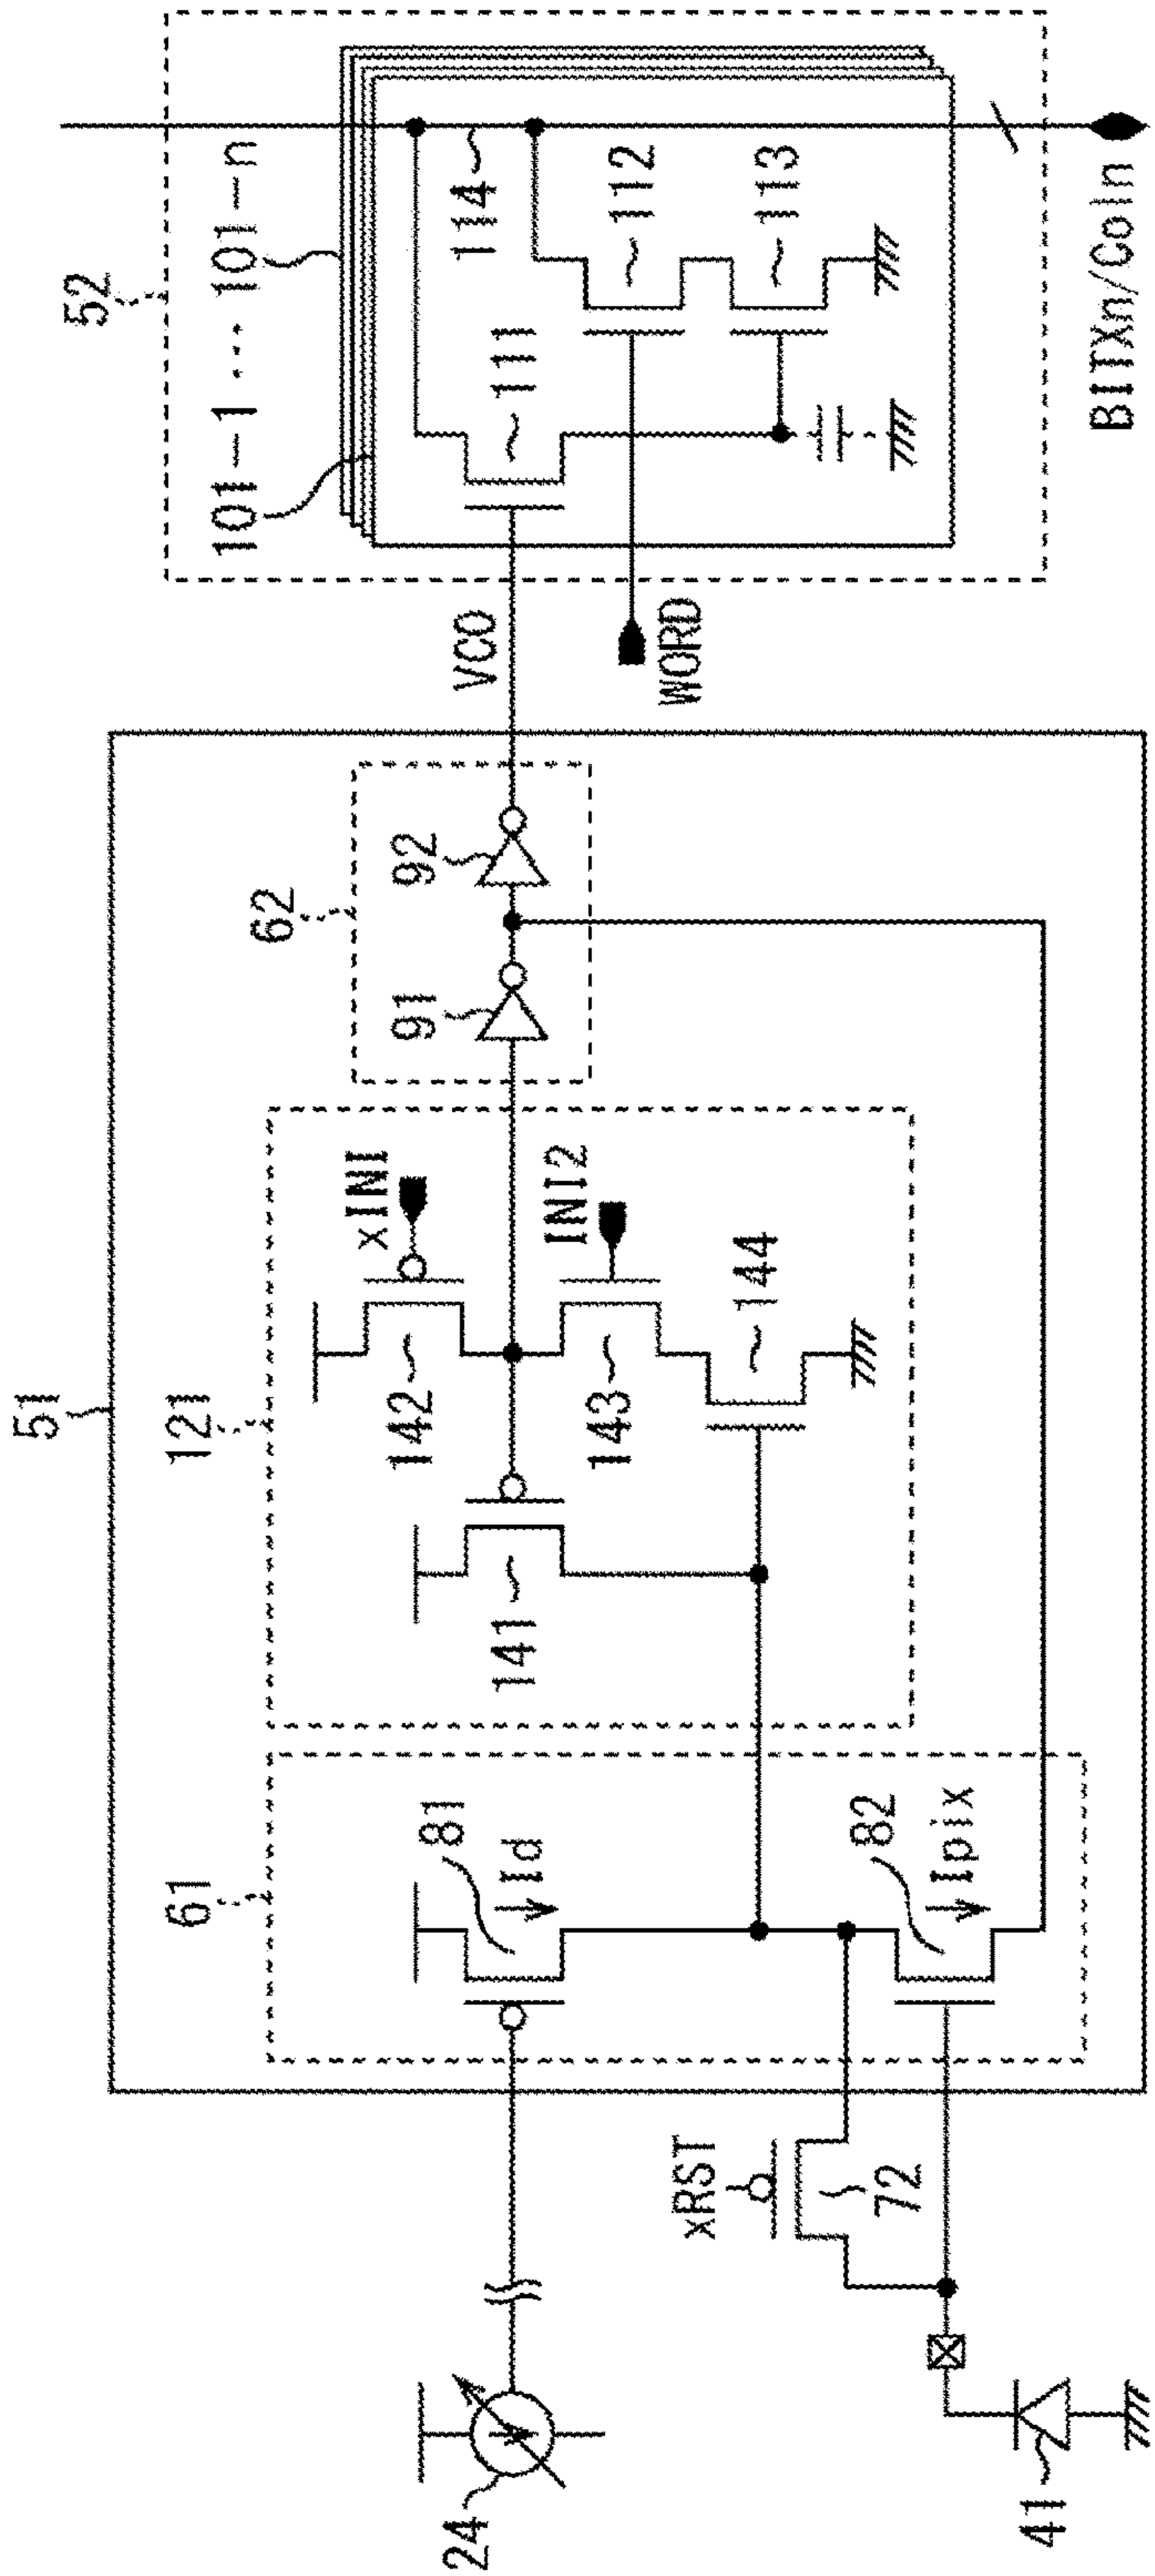 51
52
121
101-1 ... 101-n
62
61
xINI
92
VCO
111
114
91
142
81
Id
141
INI2
143
112
WORD
113
24
xRST
144
72
82
Ipix
41
BITXn/Coln